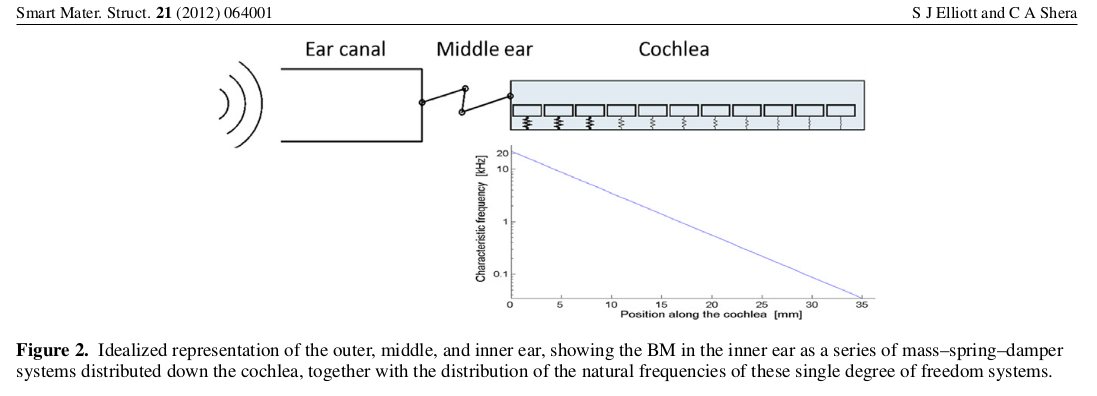 Smart Mater. Struct. 21 (2012) 064001
S J Elliott and C A Shera
Ear canal
Middle ear
Cochlea
Characteristic frequency [kHz]
20
10
1
0.1
0 5 10 15 20 25 30 35
Position along the cochlea [mm]
Figure 2. Idealized representation of the outer, middle, and inner ear, showing the BM in the inner ear as a series of mass–spring–damper
systems distributed down the cochlea, together with the distribution of the natural frequencies of these single degree of freedom systems.